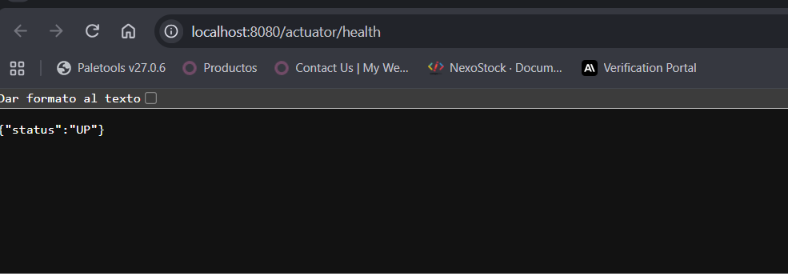 localhost:8080/actuator/health
Paletools v27.0.6 Productos Contact Us | My We... NexoStock · Docum... Verification Portal
Dar formato al texto
{"status":"UP"}